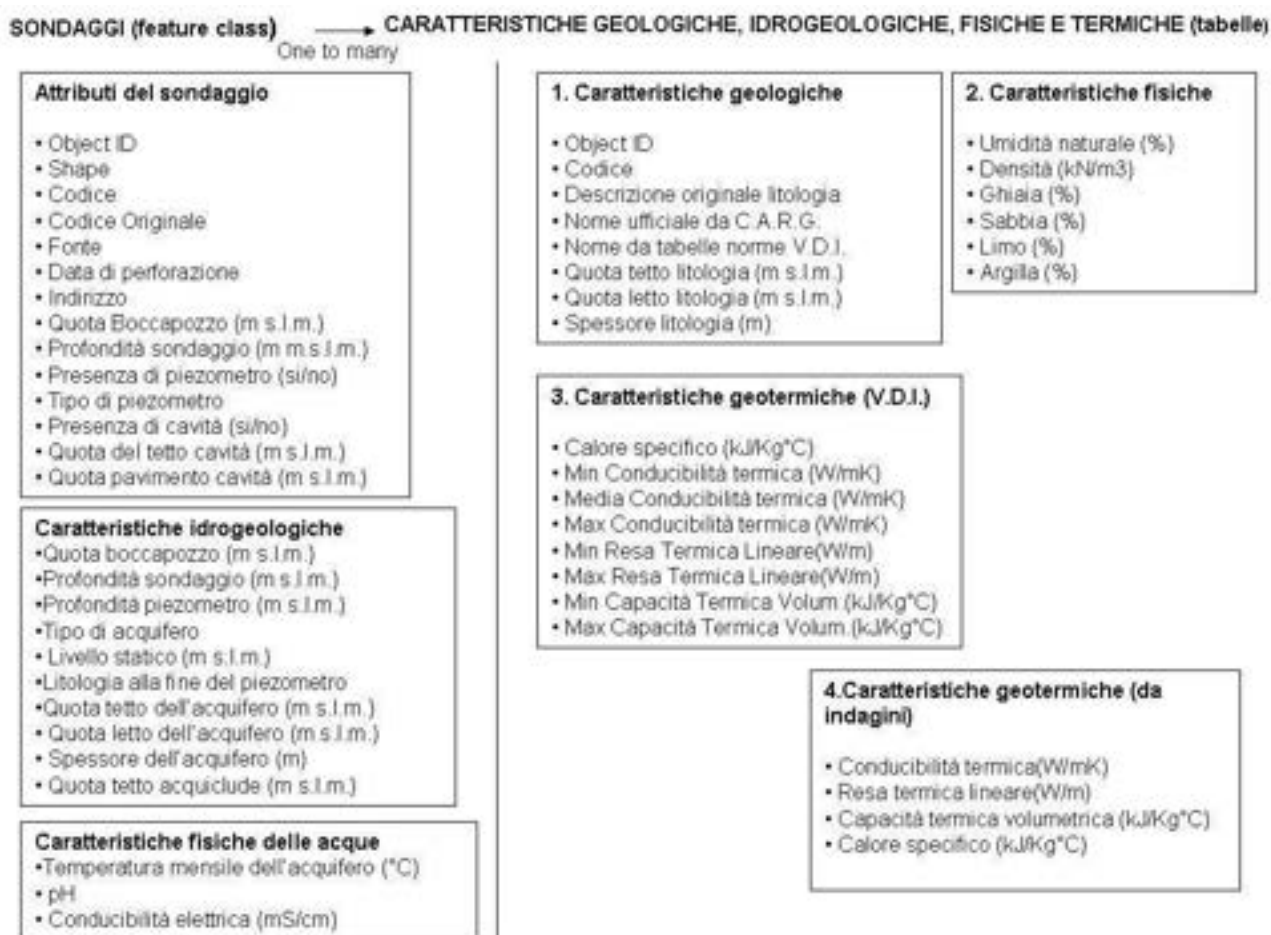 SONDAGGI (feature class) → CARATTERISTICHE GEOLOGICHE, IDROGEOLOGICHE, FISICHE E TERMICHE (tabelle)
One to many
Attributi del sondaggio
• Object ID
• Shape
• Codice
• Codice Originale
• Fonte
• Data di perforazione
• Indirizzo
• Quota Boccapozzo (m s.l.m.)
• Profondità sondaggio (m m.s.l.m.)
• Presenza di piezometro (si/no)
• Tipo di piezometro
• Presenza di cavità (si/no)
• Quota del tetto cavità (m s.l.m.)
• Quota pavimento cavità (m s.l.m.)
Caratteristiche idrogeologiche
•Quota boccapozzo (m s.l.m.)
•Profondità sondaggio (m s.l.m.)
•Profondità piezometro (m s.l.m.)
•Tipo di acquifero
• Livello statico (m s.l.m.)
•Litologia alla fine del piezometro
•Quota tetto dell'acquifero (m s.l.m.)
• Quota letto dell'acquifero (m s.l.m.)
• Spessore dell'acquifero (m)
• Quota tetto acquiclude (m s.l.m.)
Caratteristiche fisiche delle acque
•Temperatura mensile dell'acquifero (°C)
• pH
• Conducibilità elettrica (mS/cm)
1. Caratteristiche geologiche
• Object ID
• Codice
• Descrizione originale litologia
• Nome ufficiale da C.A.R.G.
• Nome da tabelle norme V.D.I.
• Quota tetto litologia (m s.l.m.)
• Quota letto litologia (m s.l.m.)
• Spessore litologia (m)
2. Caratteristiche fisiche
• Umidità naturale (%)
• Densità (kN/m3)
• Ghiaia (%)
• Sabbia (%)
• Limo (%)
• Argilla (%)
3. Caratteristiche geotermiche (V.D.I.)
• Calore specifico (kJ/Kg°C)
• Min Conducibilità termica (W/mK)
• Media Conducibilità termica (W/mK)
• Max Conducibilità termica (W/mK)
• Min Resa Termica Lineare(W/m)
• Max Resa Termica Lineare(W/m)
• Min Capacità Termica Volum.(kJ/Kg°C)
• Max Capacità Termica Volum.(kJ/Kg°C)
4.Caratteristiche geotermiche (da
indagini)
• Conducibilità termica(W/mK)
• Resa termica lineare(W/m)
• Capacità termica volumetrica (kJ/Kg°C)
• Calore specifico (kJ/Kg°C)